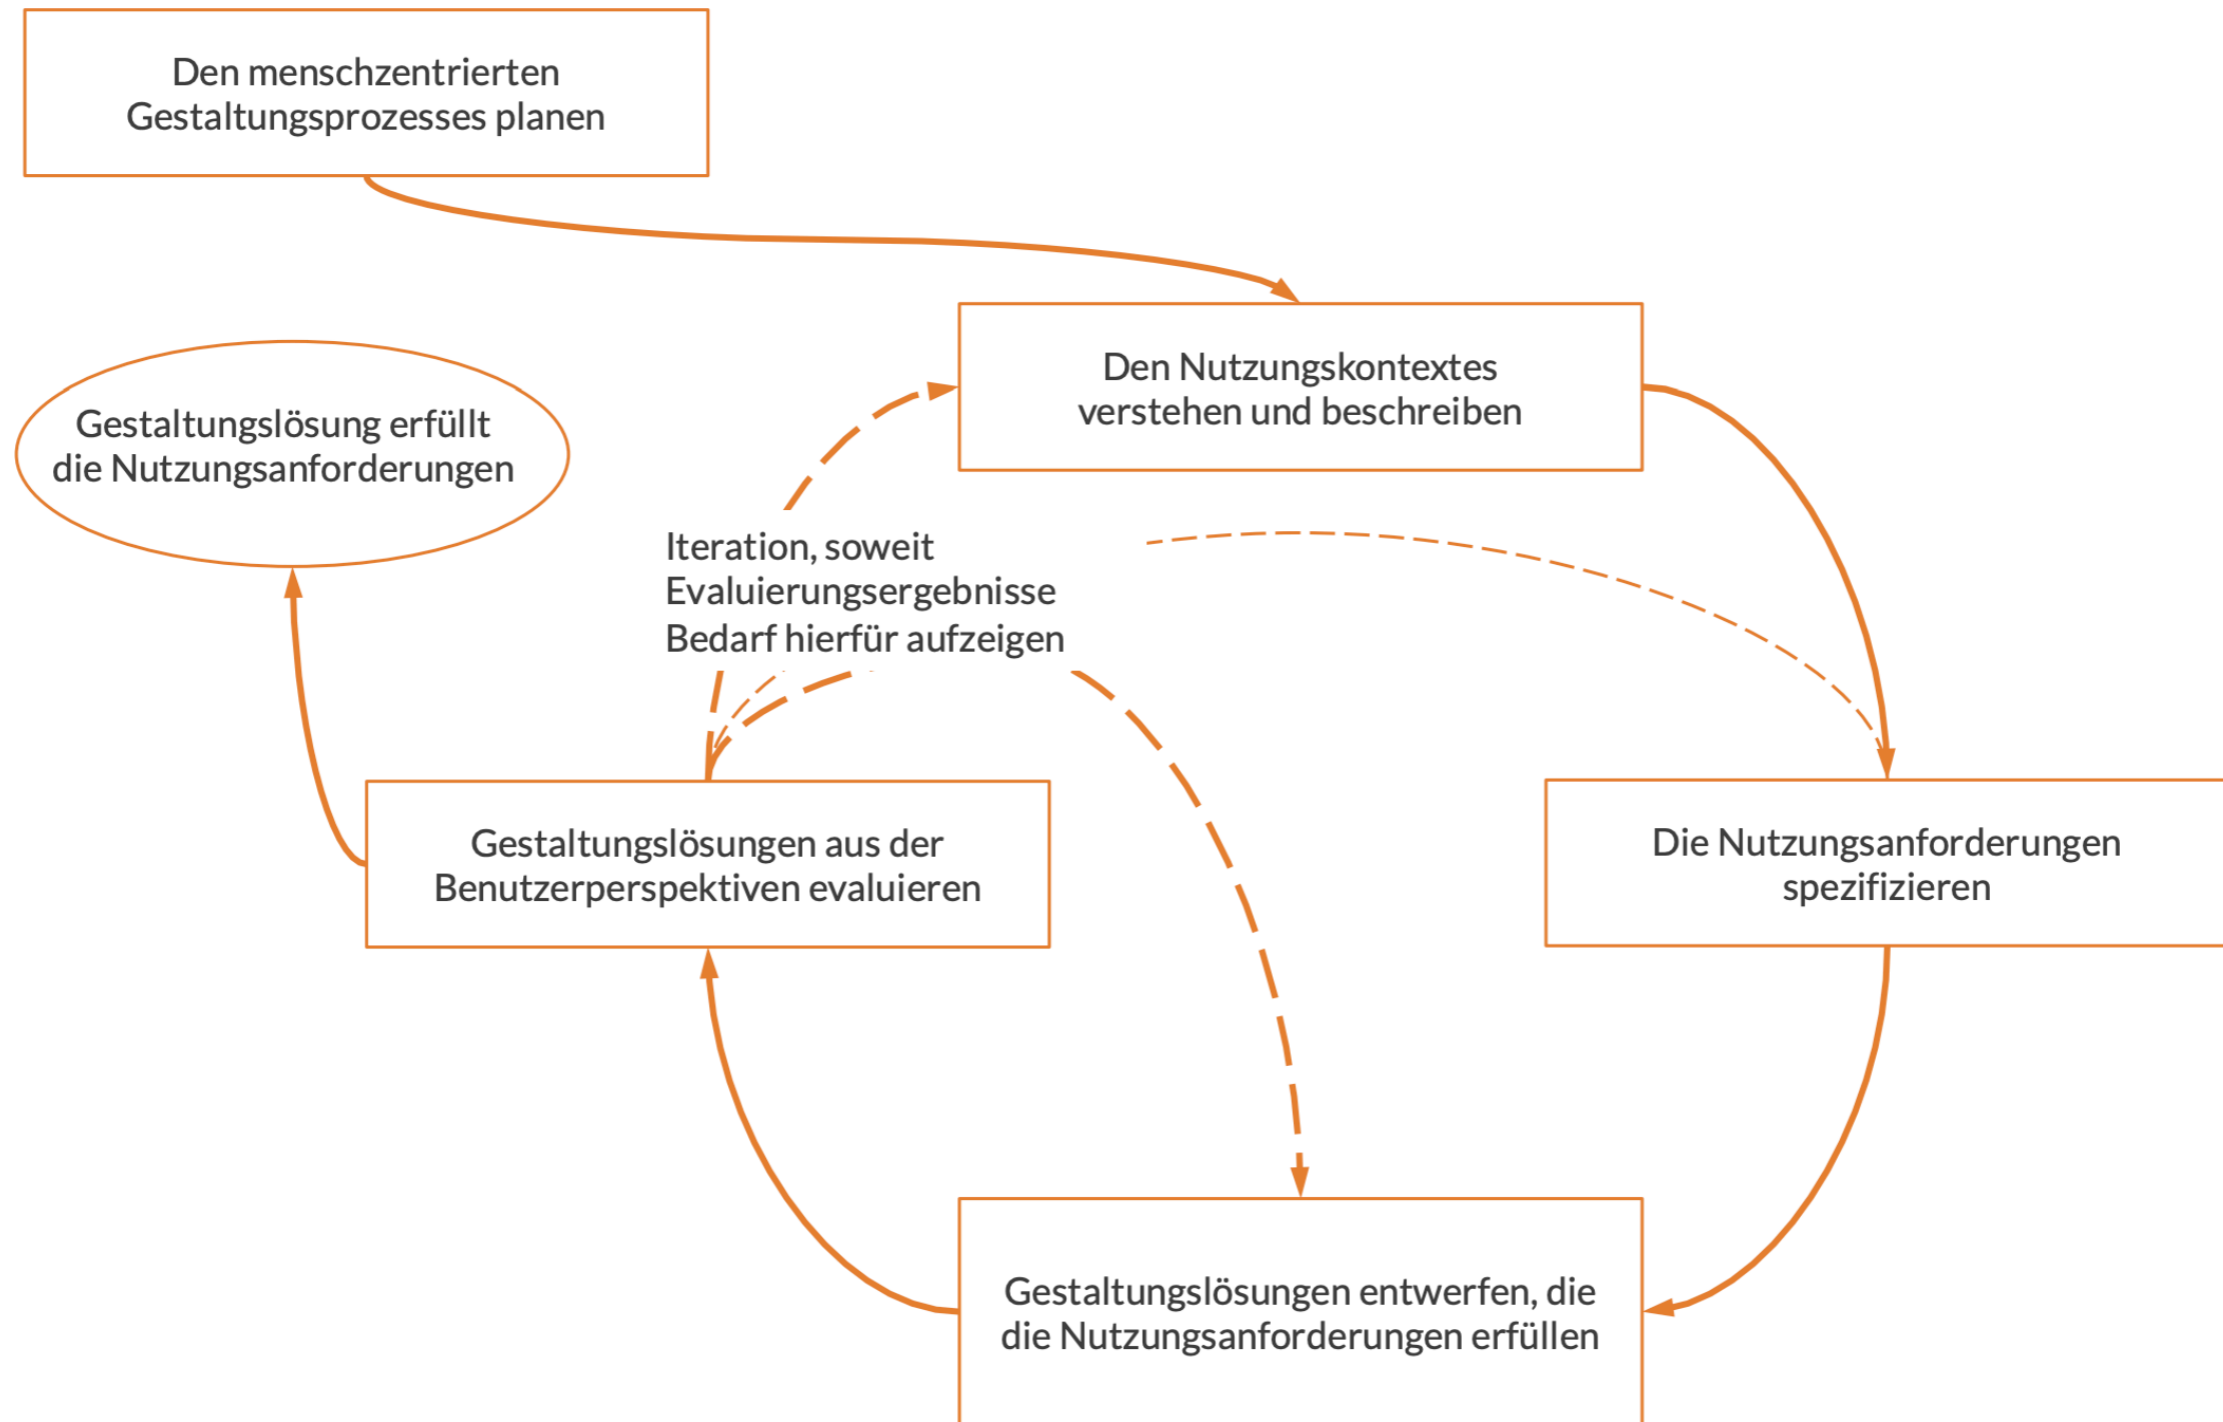 Den menschzentrierten
Gestaltungsprozesses planen
Den Nutzungskontextes
verstehen und beschreiben
Gestaltungslösung erfüllt
die Nutzungsanforderungen
Iteration, soweit
Evaluierungsergebnisse
Bedarf hierfür aufzeigen
Gestaltungslösungen aus der
Benutzerperspektiven evaluieren
Die Nutzungsanforderungen
spezifizieren
Gestaltungslösungen entwerfen, die
die Nutzungsanforderungen erfüllen